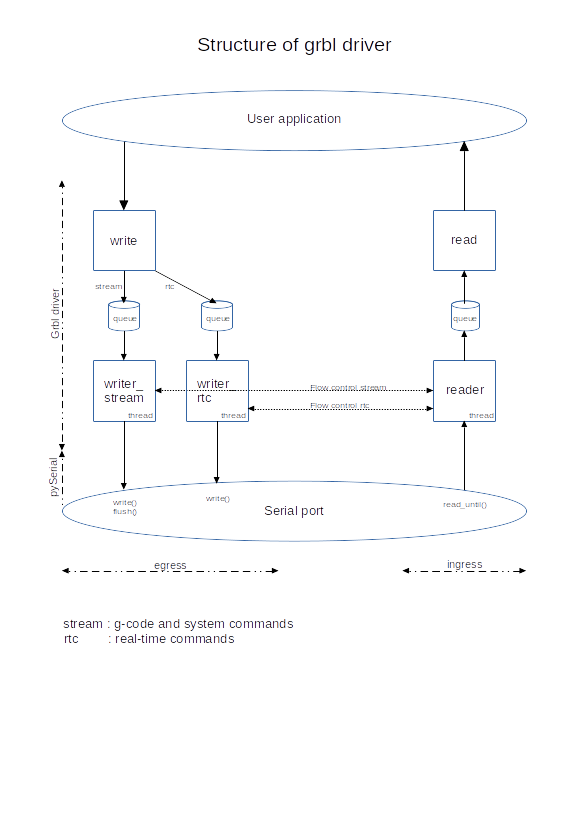 Structure of grbl driver
User application
write
read
stream
rtc
queue
queue
queue
Grbl driver
writer_
stream
thread
writer_
rtc
thread
Flow control stream
Flow control rtc
reader
thread
pySerial
write()
flush()
write()
Serial port
read_until()
egress
ingress
stream : g-code and system commands
rtc : real-time commands